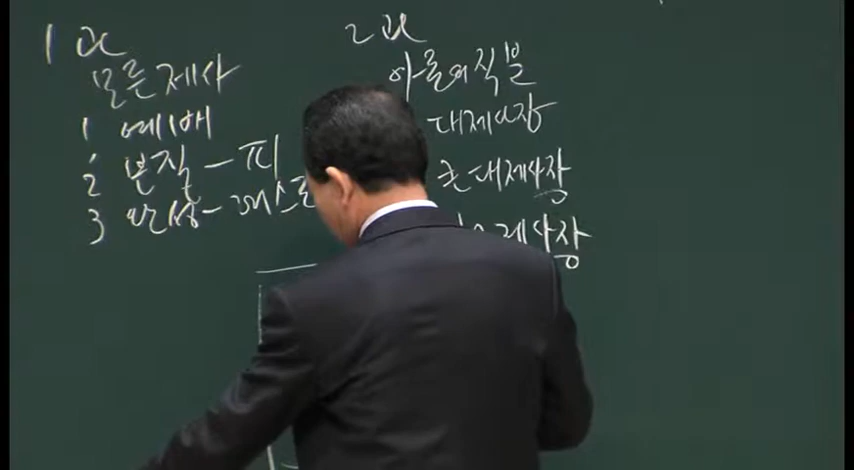 1과
모든 제사
1 예배
2 본질 - 피
3 완성 -
2과
아론의 직분
대제사장
큰 대제사장
제사장